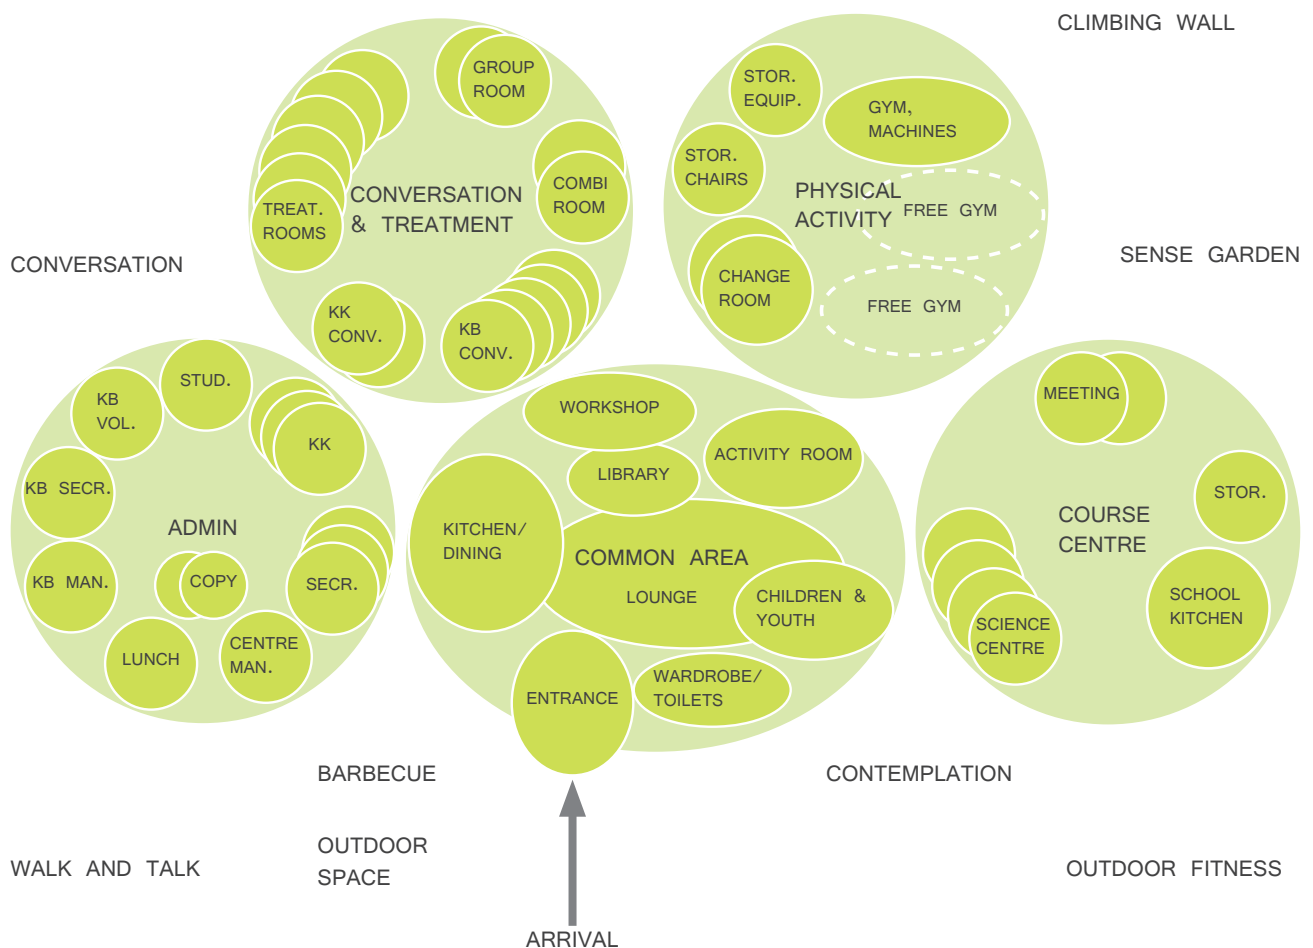 CLIMBING WALL
GROUP
ROOM
TREAT.
ROOMS
CONVERSATION
& TREATMENT
COMBI
ROOM
KK
CONV.
KB
CONV.
STOR.
EQUIP.
GYM,
MACHINES
STOR.
CHAIRS
PHYSICAL
ACTIVITY
FREE GYM
CHANGE
ROOM
FREE GYM
CONVERSATION
SENSE GARDEN
STUD.
KB
VOL.
KK
KB SECR.
ADMIN
KB MAN.
COPY
SECR.
LUNCH
CENTRE
MAN.
WORKSHOP
LIBRARY
ACTIVITY ROOM
KITCHEN/
DINING
COMMON AREA
LOUNGE
CHILDREN &
YOUTH
WARDROBE/
TOILETS
ENTRANCE
MEETING
STOR.
COURSE
CENTRE
SCHOOL
KITCHEN
SCIENCE
CENTRE
BARBECUE
CONTEMPLATION
OUTDOOR
SPACE
WALK AND TALK
OUTDOOR FITNESS
ARRIVAL